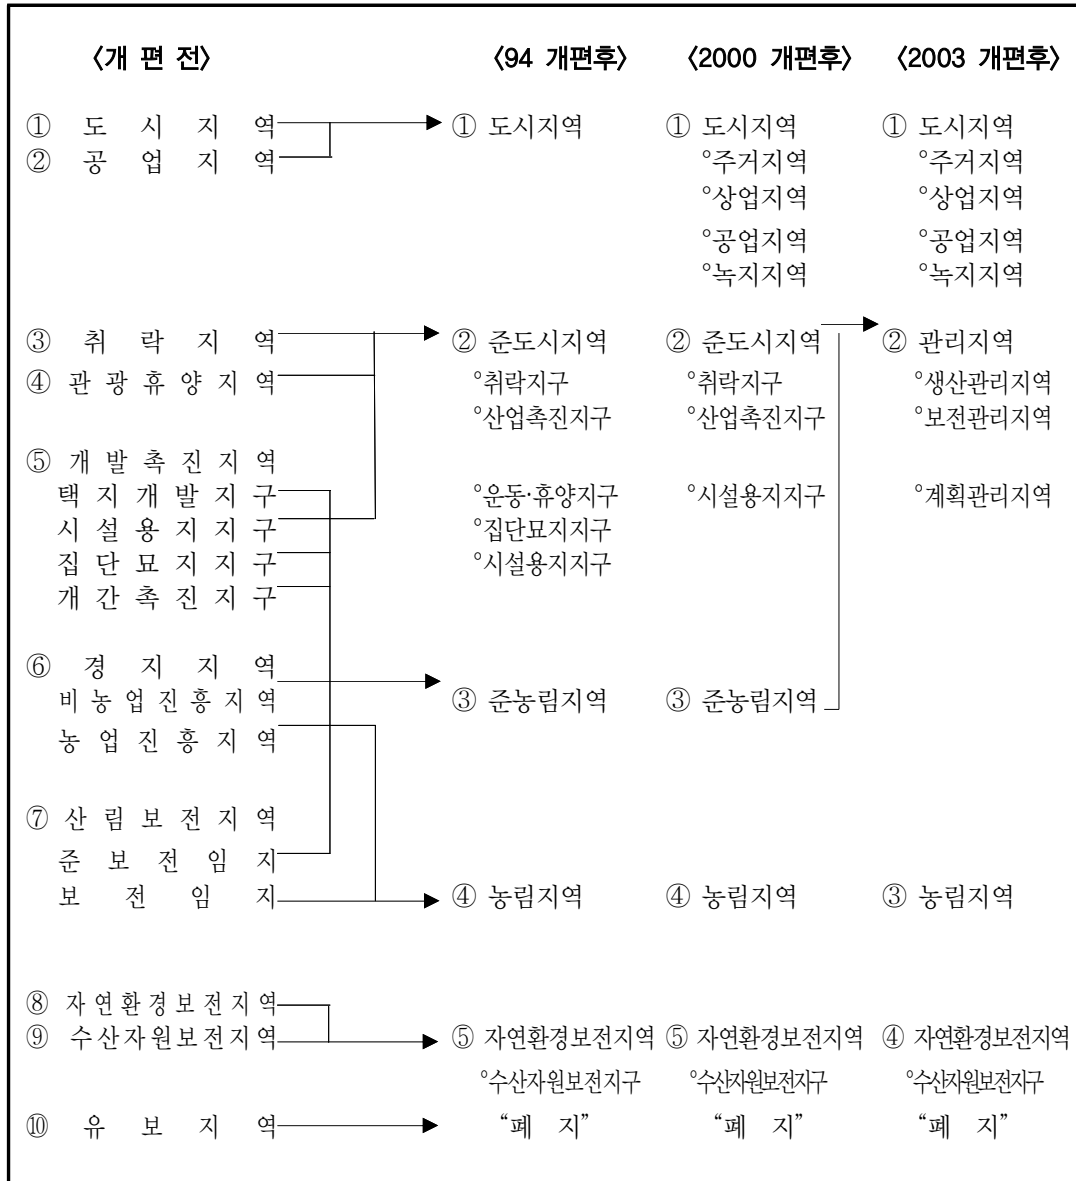 〈개 편 전〉 〈94 개편후〉 〈2000 개편후〉 〈2003 개편후〉
① 도 시 지 역 ① 도시지역 ① 도시지역 ① 도시지역
② 공 업 지 역 °주거지역 °주거지역
°상업지역 °상업지역
°공업지역 °공업지역
°녹지지역 °녹지지역
③ 취 락 지 역 ② 준도시지역 ② 준도시지역 ② 관리지역
④ 관 광 휴 양 지 역 °취락지구 °취락지구 °생산관리지역
°산업촉진지구 °산업촉진지구 °보전관리지역
⑤ 개 발 촉 진 지 역
택 지 개 발 지 구 °운동·휴양지구 °시설용지지구 °계획관리지역
시 설 용 지 지 구 °집단묘지지구
집 단 묘 지 지 구 °시설용지지구
개 간 촉 진 지 구
⑥ 경 지 지 역
비 농 업 진 흥 지 역 ③ 준농림지역 ③ 준농림지역
농 업 진 흥 지 역
⑦ 산 림 보 전 지 역
준 보 전 임 지
보 전 임 지 ④ 농림지역 ④ 농림지역 ③ 농림지역
⑧ 자 연 환 경 보 전 지 역
⑨ 수 산 자 원 보 전 지 역 ⑤ 자연환경보전지역 ⑤ 자연환경보전지역 ④ 자연환경보전지역
°수산자원보전지구 °수산자원보전지구 °수산자원보전지구
⑩ 유 보 지 역 “폐 지” “폐 지” “폐 지”